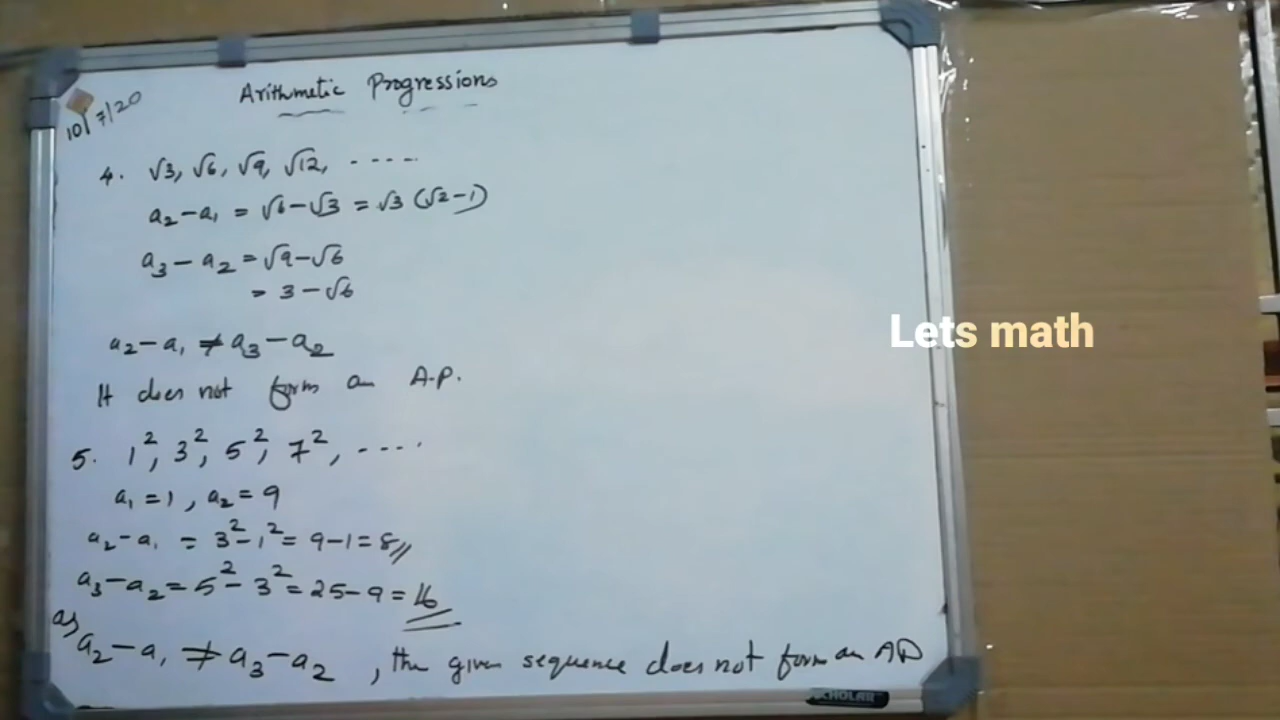 Arithmetic Progressions
10/7/20
4. √3, √6, √9, √12, -----
a₂-a₁ = √6-√3 = √3 (√2-1)
a₃-a₂ = √9-√6
= 3-√6
a₂-a₁ ≠ a₃-a₂
It does not form an A.P.
5. 1², 3², 5², 7², ----.
a₁ = 1, a₂ = 9
a₂-a₁ = 3²-1² = 9-1 = 8//
a₃-a₂ = 5²-3² = 25-9 = 16
as
a₂-a₁ ≠ a₃-a₂, the given sequence does not form an AP
Lets math
SCHOLAR